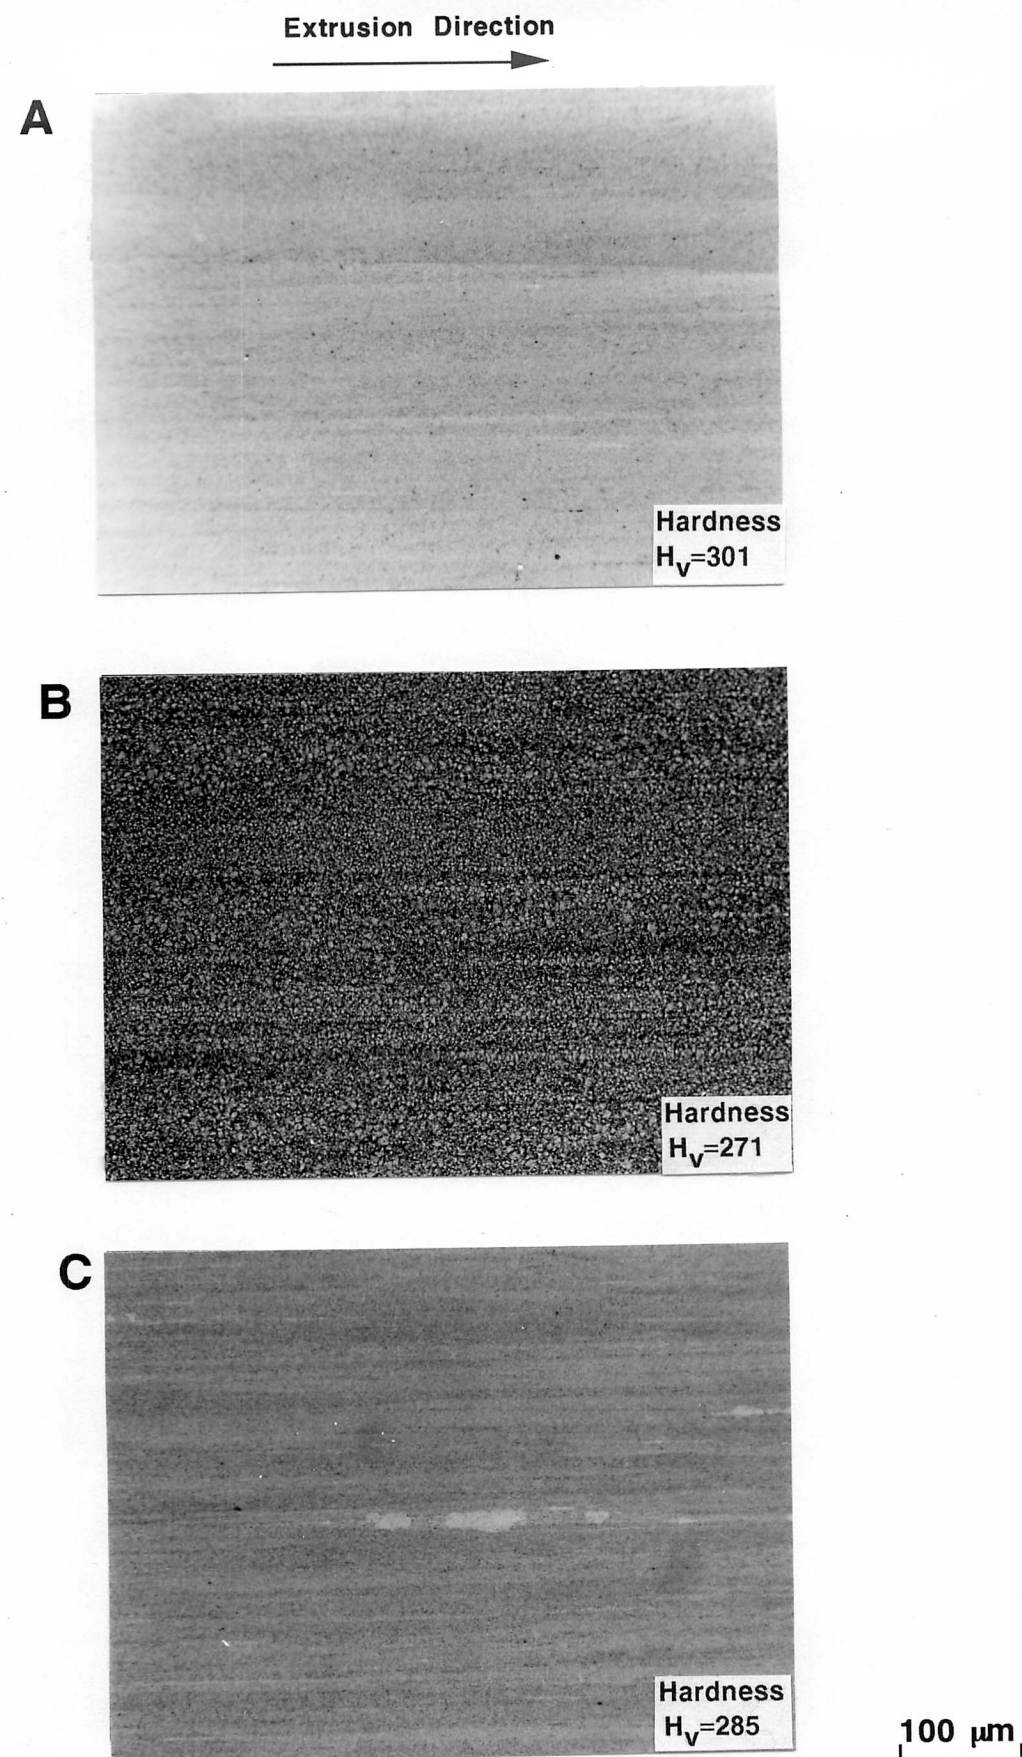 Extrusion Direction
A
Hardness
Hv=301
B
Hardness
Hv=271
C
Hardness
Hv=285
100 μm